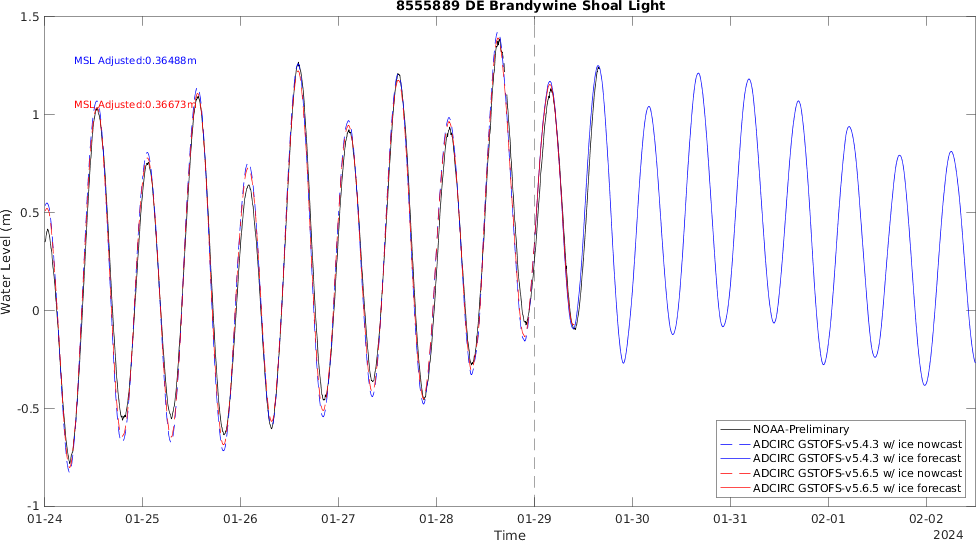 8555889 DE Brandywine Shoal Light
1.5
MSL Adjusted:0.36488m
MSL Adjusted:0.36673m
1
0.5
Water Level (m)
0
-0.5
-1
NOAA-Preliminary
ADCIRC GSTOFS-v5.4.3 w/ ice nowcast
ADCIRC GSTOFS-v5.4.3 w/ ice forecast
ADCIRC GSTOFS-v5.6.5 w/ ice nowcast
ADCIRC GSTOFS-v5.6.5 w/ ice forecast
01-24 01-25 01-26 01-27 01-28 01-29 01-30 01-31 02-01 02-02
Time
2024